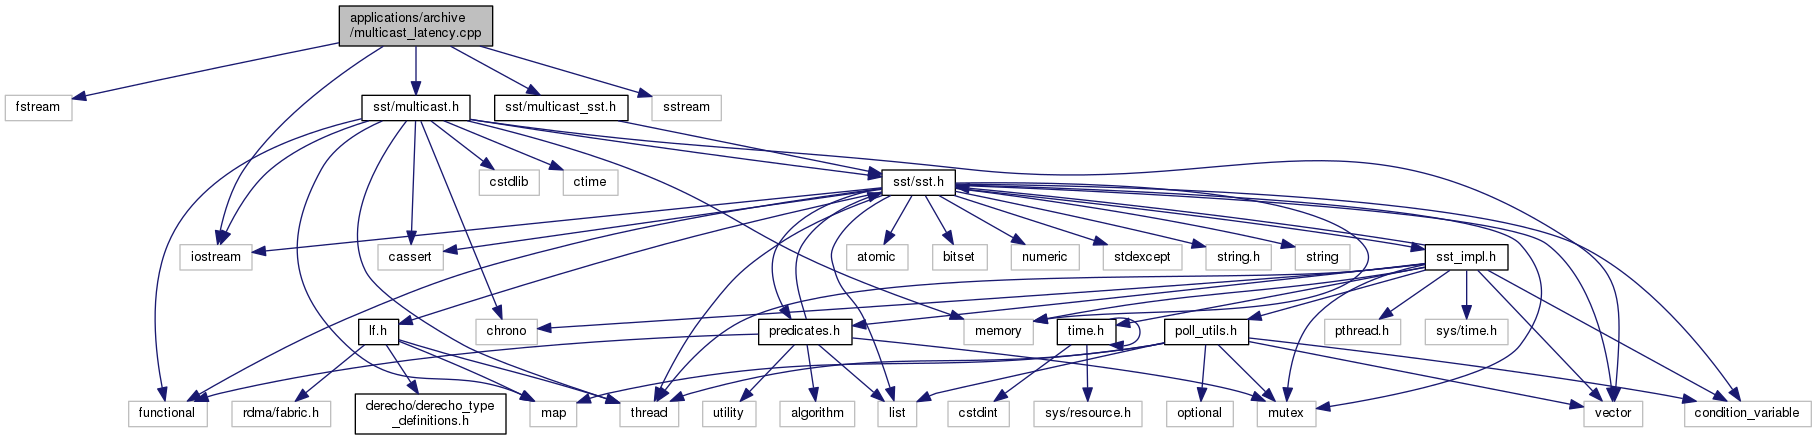 applications/archive
/multicast_latency.cpp
fstream
sst/multicast.h
sst/multicast_sst.h
sstream
cstdlib
ctime
sst/sst.h
iostream
cassert
atomic
bitset
numeric
stdexcept
string.h
string
sst_impl.h
lf.h
chrono
predicates.h
memory
time.h
poll_utils.h
pthread.h
sys/time.h
functional
rdma/fabric.h
derecho/derecho_type
_definitions.h
map
thread
utility
algorithm
list
cstdint
sys/resource.h
optional
mutex
vector
condition_variable